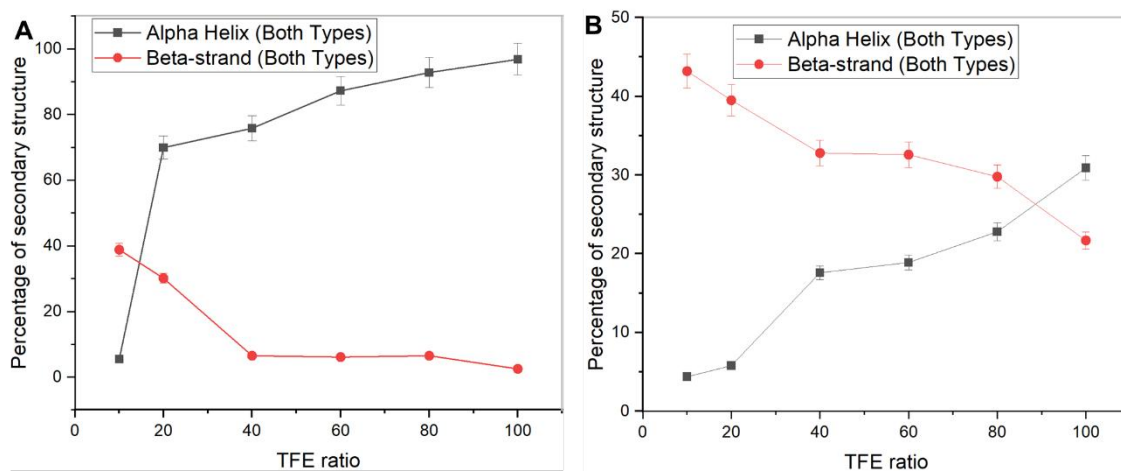 A
Alpha Helix (Both Types)
Beta-strand (Both Types)
Percentage of secondary structure
100
80
60
40
20
0
0 20 40 60 80 100
TFE ratio
B
Alpha Helix (Both Types)
Beta-strand (Both Types)
Percentage of secondary structure
50
40
30
20
10
0
0 20 40 60 80 100
TFE ratio